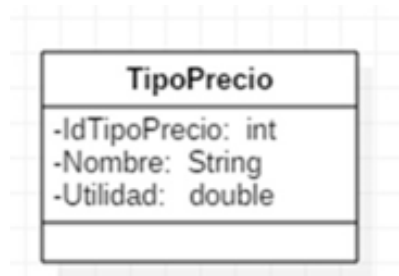 TipoPrecio
-IdTipoPrecio: int
-Nombre: String
-Utilidad: double